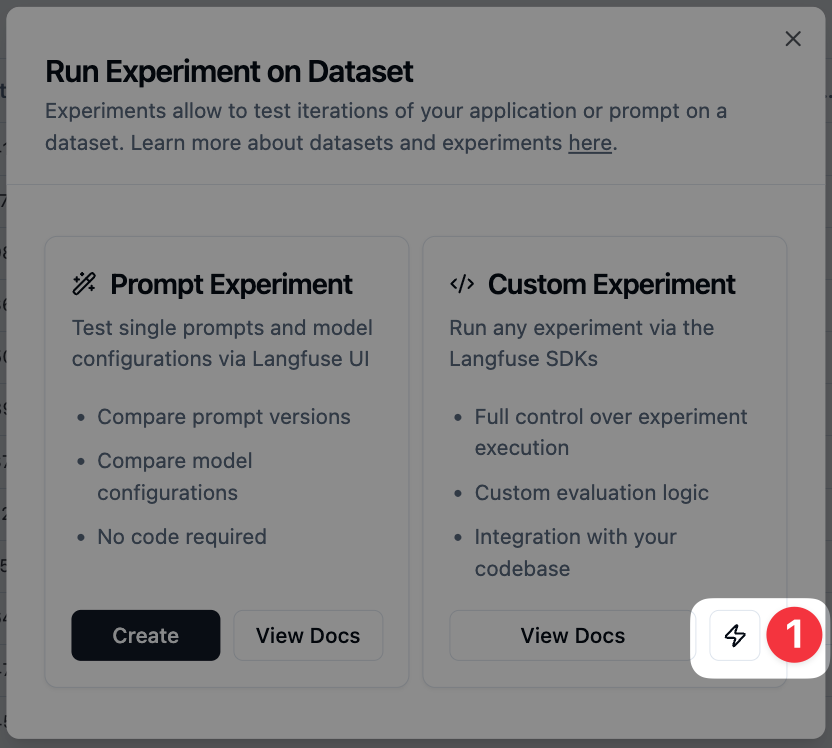 Run Experiment on Dataset
Experiments allow to test iterations of your application or prompt on a
dataset. Learn more about datasets and experiments here.
Prompt Experiment
Test single prompts and model
configurations via Langfuse UI
• Compare prompt versions
• Compare model
configurations
• No code required
Create
View Docs
Custom Experiment
Run any experiment via the
Langfuse SDKs
• Full control over experiment
execution
• Custom evaluation logic
• Integration with your
codebase
View Docs
1